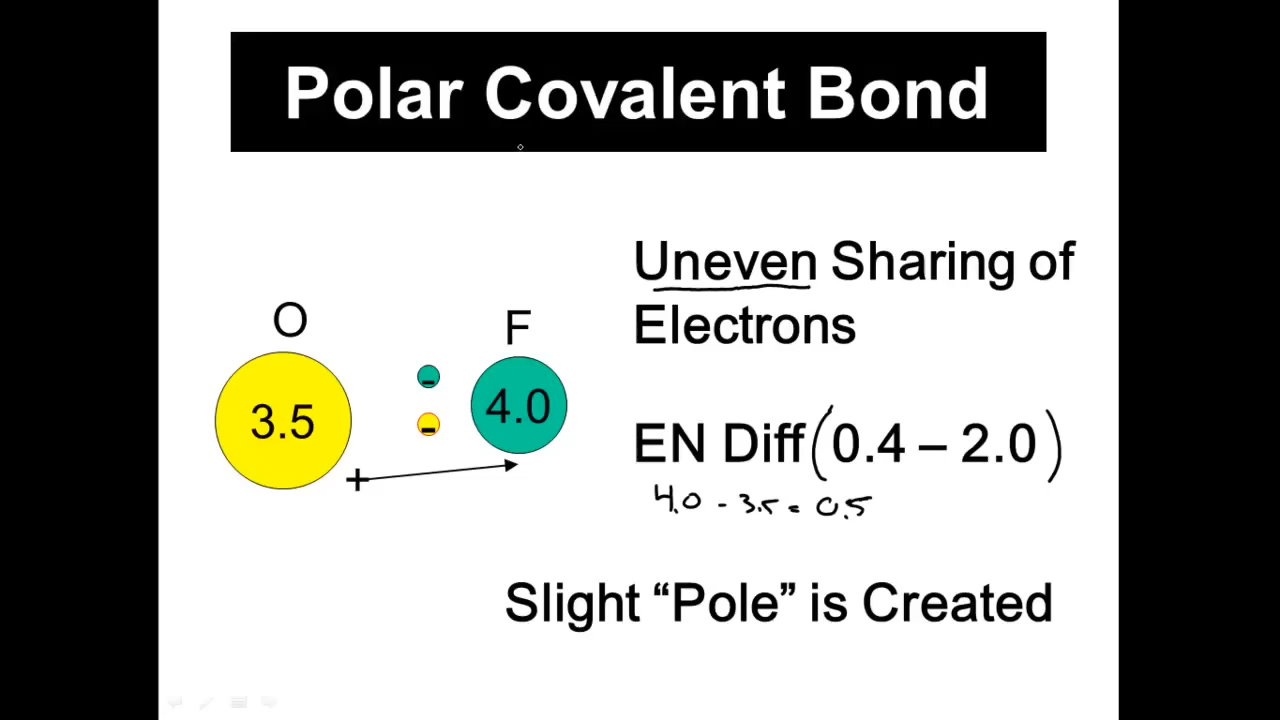 Polar Covalent Bond
Uneven Sharing of
Electrons
O
F
3.5
-
-
4.0
+
EN Diff (0.4 – 2.0)
4.0 - 3.5 = 0.5
Slight “Pole” is Created